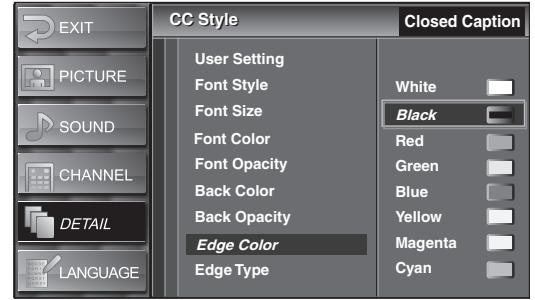 EXIT
PICTURE
SOUND
CHANNEL
DETAIL
LANGUAGE
CC Style
Closed Caption
User Setting
Font Style
Font Size
Font Color
Font Opacity
Back Color
Back Opacity
Edge Color
Edge Type
White
Black
Red
Green
Blue
Yellow
Magenta
Cyan